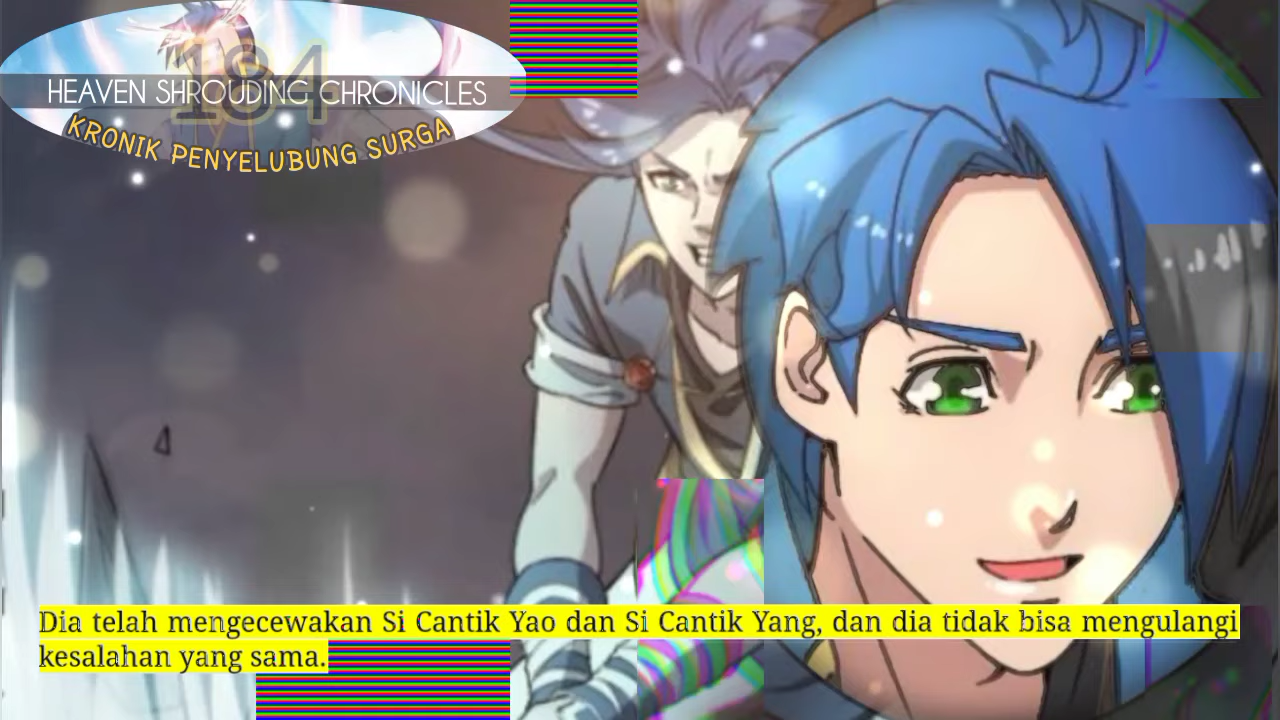 184
HEAVEN SHROUDING CHRONICLES
KRONIK PENYELUBUNG SURGA
Dia telah mengecewakan Si Cantik Yao dan Si Cantik Yang, dan dia tidak bisa mengulangi
kesalahan yang sama.